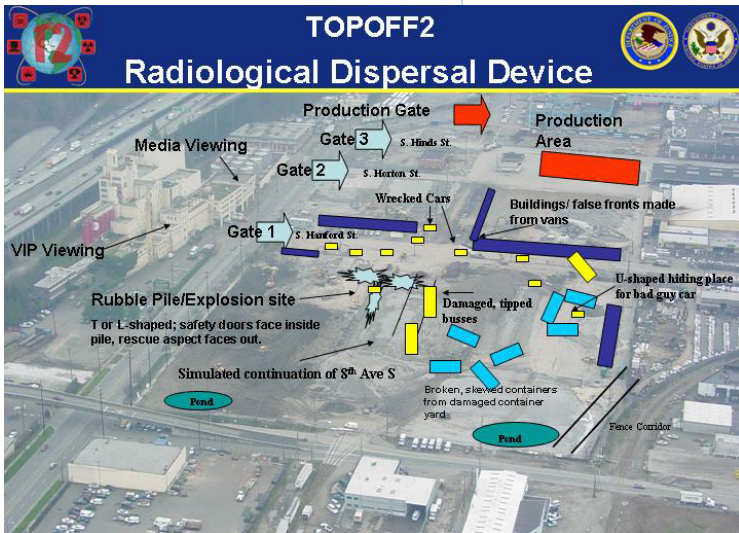 TOPOFF2
Radiological Dispersal Device
T2
Production Gate
Production
Area
Gate 3
S. Hinds St.
Media Viewing
Gate 2
S. Horton St.
Wrecked Cars
Buildings/ false fronts made
from vans
Gate 1
S. Hanford St.
VIP Viewing
U-shaped hiding place
for bad guy car
Rubble Pile/Explosion site
Damaged, tipped
busses
T or L-shaped; safety doors face inside
pile, rescue aspect faces out.
Simulated continuation of 8th Ave S
Broken, skewed containers
from damaged container
yard
Pond
Pond
Fence Corridor